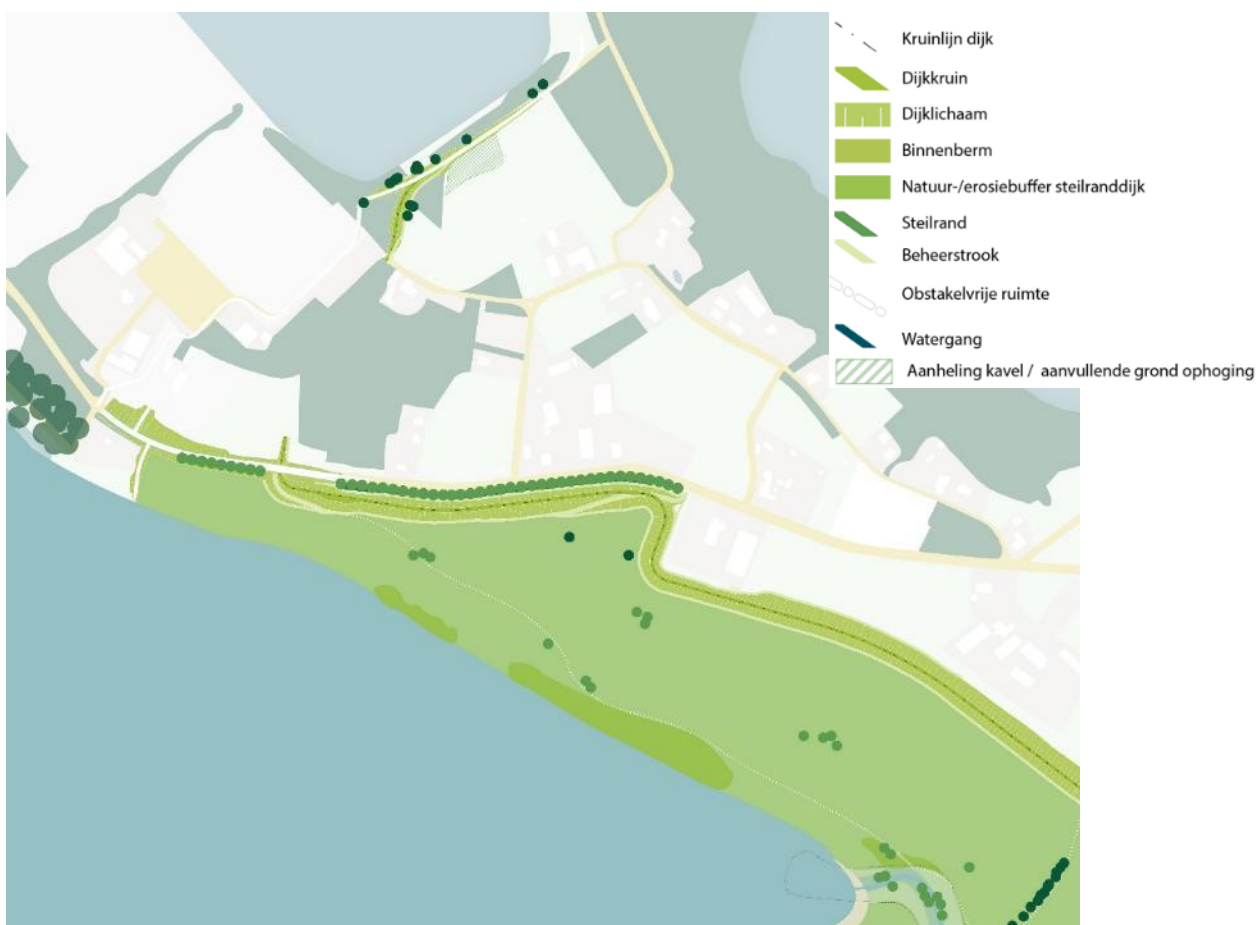 Kruinlijn dijk
Dijkkruin
Dijklichaam
Binnenberm
Natuur-/erosiebuffer steilranddijk
Steilrand
Beheerstrook
Obstakelvrije ruimte
Watergang
Aanheling kavel / aanvullende grond ophoging